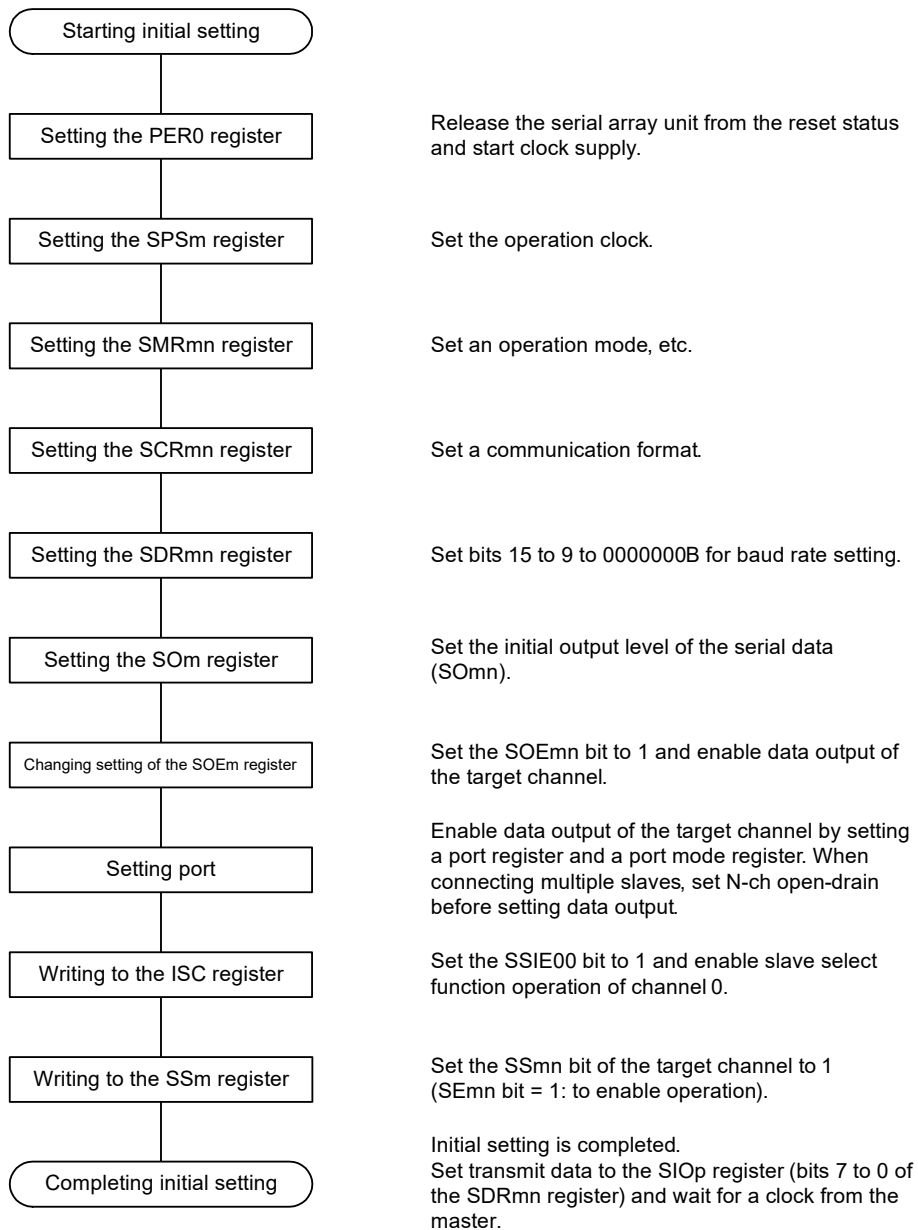 Starting initial setting
Setting the PER0 register
Release the serial array unit from the reset status
and start clock supply.
Setting the SPSm register
Set the operation clock.
Setting the SMRmn register
Set an operation mode, etc.
Setting the SCRmn register
Set a communication format.
Setting the SDRmn register
Set bits 15 to 9 to 0000000B for baud rate setting.
Setting the SOm register
Set the initial output level of the serial data
(SOmn).
Changing setting of the SOEm register
Set the SOEmn bit to 1 and enable data output of
the target channel.
Setting port
Enable data output of the target channel by setting
a port register and a port mode register. When
connecting multiple slaves, set N-ch open-drain
before setting data output.
Writing to the ISC register
Set the SSIE00 bit to 1 and enable slave select
function operation of channel 0.
Writing to the SSm register
Set the SSmn bit of the target channel to 1
(SEmn bit = 1: to enable operation).
Completing initial setting
Initial setting is completed.
Set transmit data to the SIOp register (bits 7 to 0 of
the SDRmn register) and wait for a clock from the
master.